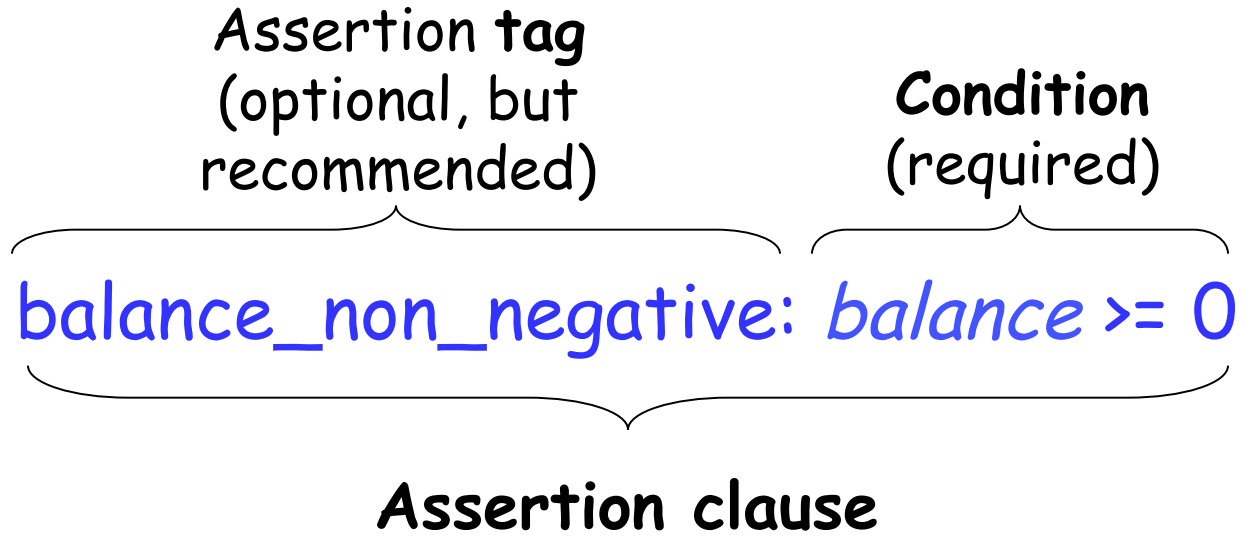 Assertion tag
(optional, but
recommended)
Condition
(required)
balance_non_negative: balance >= 0
Assertion clause